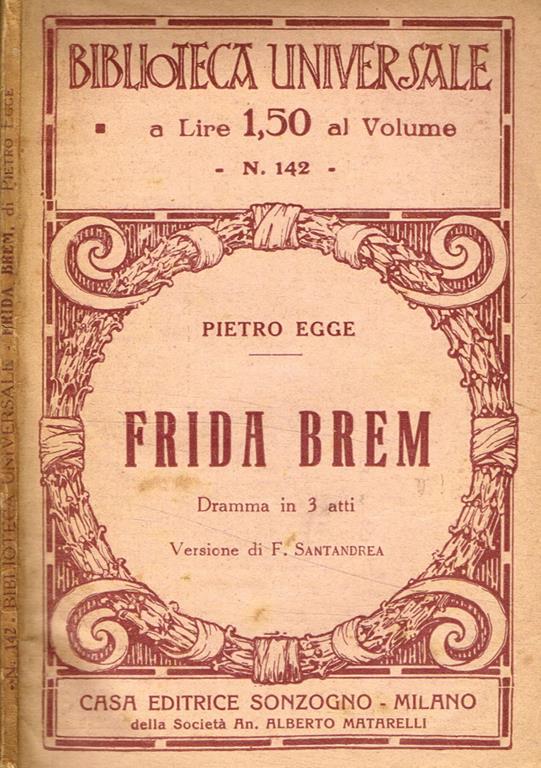 BIBLIOTECA UNIVERSALE
a Lire 1,50 al Volume
- N. 142 -
PIETRO EGGE
FRIDA BREM
Dramma in 3 atti
Versione di F. SANTANDREA
CASA EDITRICE SONZOGNO - MILANO
della Società An. ALBERTO MATARELLI
N. 142 - BIBLIOTECA UNIVERSALE - FRIDA BREM, di PIETRO EGGE